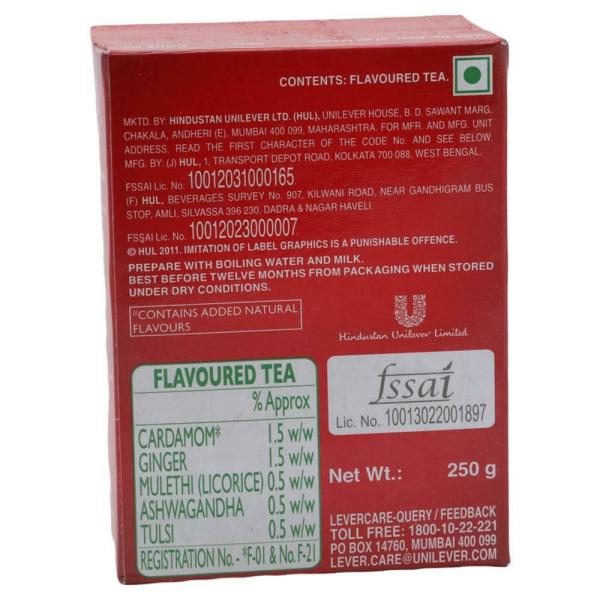 CONTENTS: FLAVOURED TEA.
MKTD. BY: HINDUSTAN UNILEVER LTD. (HUL), UNILEVER HOUSE, B. D. SAWANT MARG,
CHAKALA, ANDHERI (E), MUMBAI 400 099, MAHARASHTRA. FOR MFR. AND MFG. UNIT
ADDRESS, READ THE FIRST CHARACTER OF THE CODE No. AND SEE BELOW.
MFG. BY: (J) HUL, 1, TRANSPORT DEPOT ROAD, KOLKATA 700 088, WEST BENGAL.
FSSAI Lic. No. 10012031000165
(F) HUL, BEVERAGES SURVEY No. 907, KILWANI ROAD, NEAR GANDHIGRAM BUS
STOP, AMLI, SILVASSA 396 230, DADRA & NAGAR HAVELI.
FSSAI Lic. No. 10012023000007
© HUL 2011. IMITATION OF LABEL GRAPHICS IS A PUNISHABLE OFFENCE.
PREPARE WITH BOILING WATER AND MILK.
BEST BEFORE TWELVE MONTHS FROM PACKAGING WHEN STORED
UNDER DRY CONDITIONS.
#CONTAINS ADDED NATURAL
FLAVOURS
Hindustan Unilever Limited
FLAVOURED TEA
% Approx
CARDAMOM* 1.5 w/w
GINGER 1.5 w/w
MULETHI (LICORICE) 0.5 w/w
ASHWAGANDHA 0.5 w/w
TULSI 0.5 w/w
REGISTRATION No.- *F-01 & No. F-21
fssai
Lic. No. 10013022001897
Net Wt.: 250 g
LEVERCARE-QUERY / FEEDBACK
TOLL FREE: 1800-10-22-221
PO BOX 14760, MUMBAI 400 099
LEVER.CARE@UNILEVER.COM